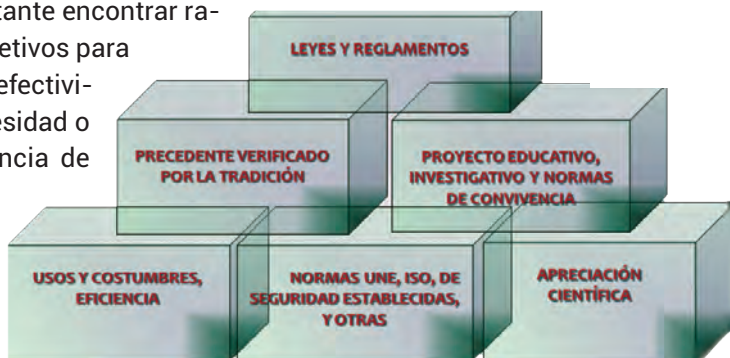 tante encontrar ra-
etivos para
efectivi-
esidad o
ncia de
LEYES Y REGLAMENTOS
PRECEDENTE VERIFICADO
POR LA TRADICIÓN
PROYECTO EDUCATIVO,
INVESTIGATIVO Y NORMAS
DE CONVIVENCIA
USOS Y COSTUMBRES,
EFICIENCIA
NORMAS UNE, ISO, DE
SEGURIDAD ESTABLECIDAS,
Y OTRAS
APRECIACIÓN
CIENTÍFICA